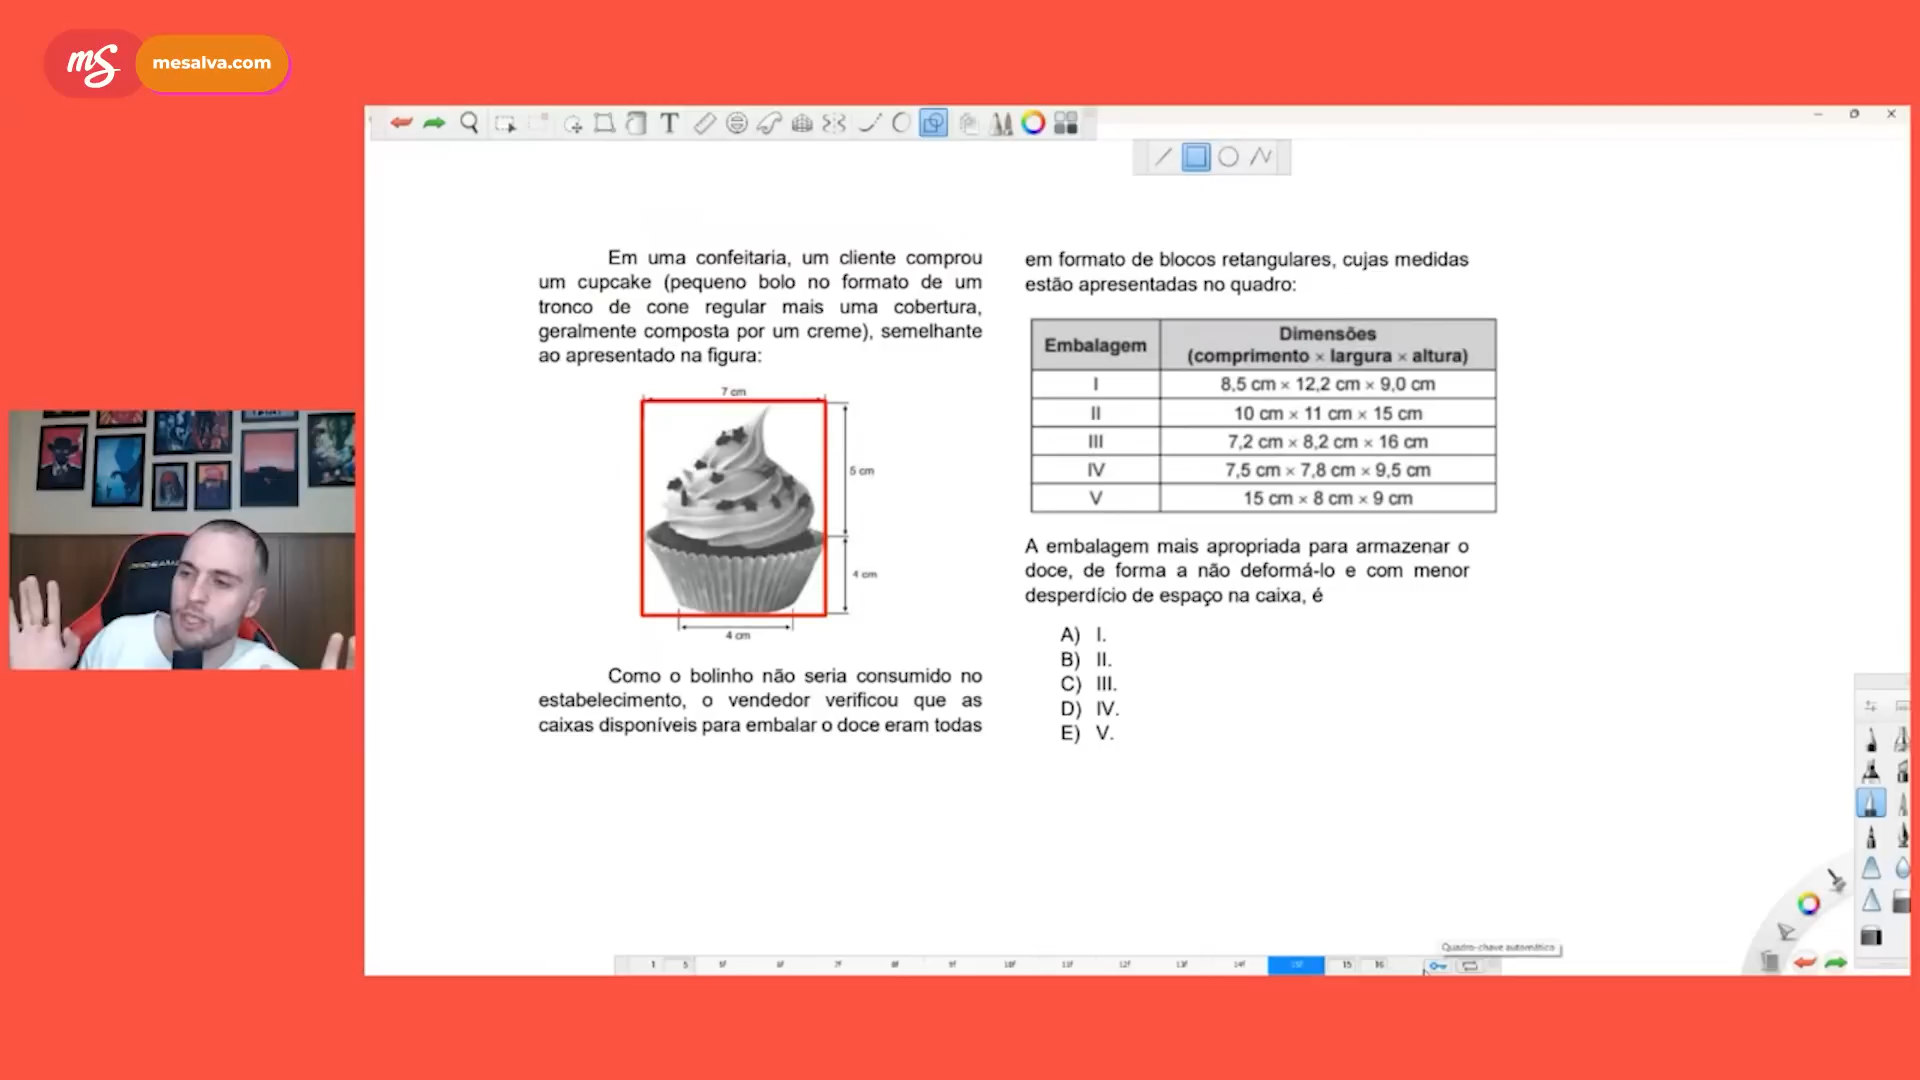 mS
mesalva.com
Em uma confeitaria, um cliente comprou
um cupcake (pequeno bolo no formato de um
tronco de cone regular mais uma cobertura,
geralmente composta por um creme), semelhante
ao apresentado na figura:
7 cm
5 cm
4 cm
4 cm
Como o bolinho não seria consumido no
estabelecimento, o vendedor verificou que as
caixas disponíveis para embalar o doce eram todas
em formato de blocos retangulares, cujas medidas
estão apresentadas no quadro:
Embalagem
Dimensões
(comprimento × largura × altura)
I 8,5 cm × 12,2 cm × 9,0 cm
II 10 cm × 11 cm × 15 cm
III 7,2 cm × 8,2 cm × 16 cm
IV 7,5 cm × 7,8 cm × 9,5 cm
V 15 cm × 8 cm × 9 cm
A embalagem mais apropriada para armazenar o
doce, de forma a não deformá-lo e com menor
desperdício de espaço na caixa, é
A) I.
B) II.
C) III.
D) IV.
E) V.
Quadro-chave automático